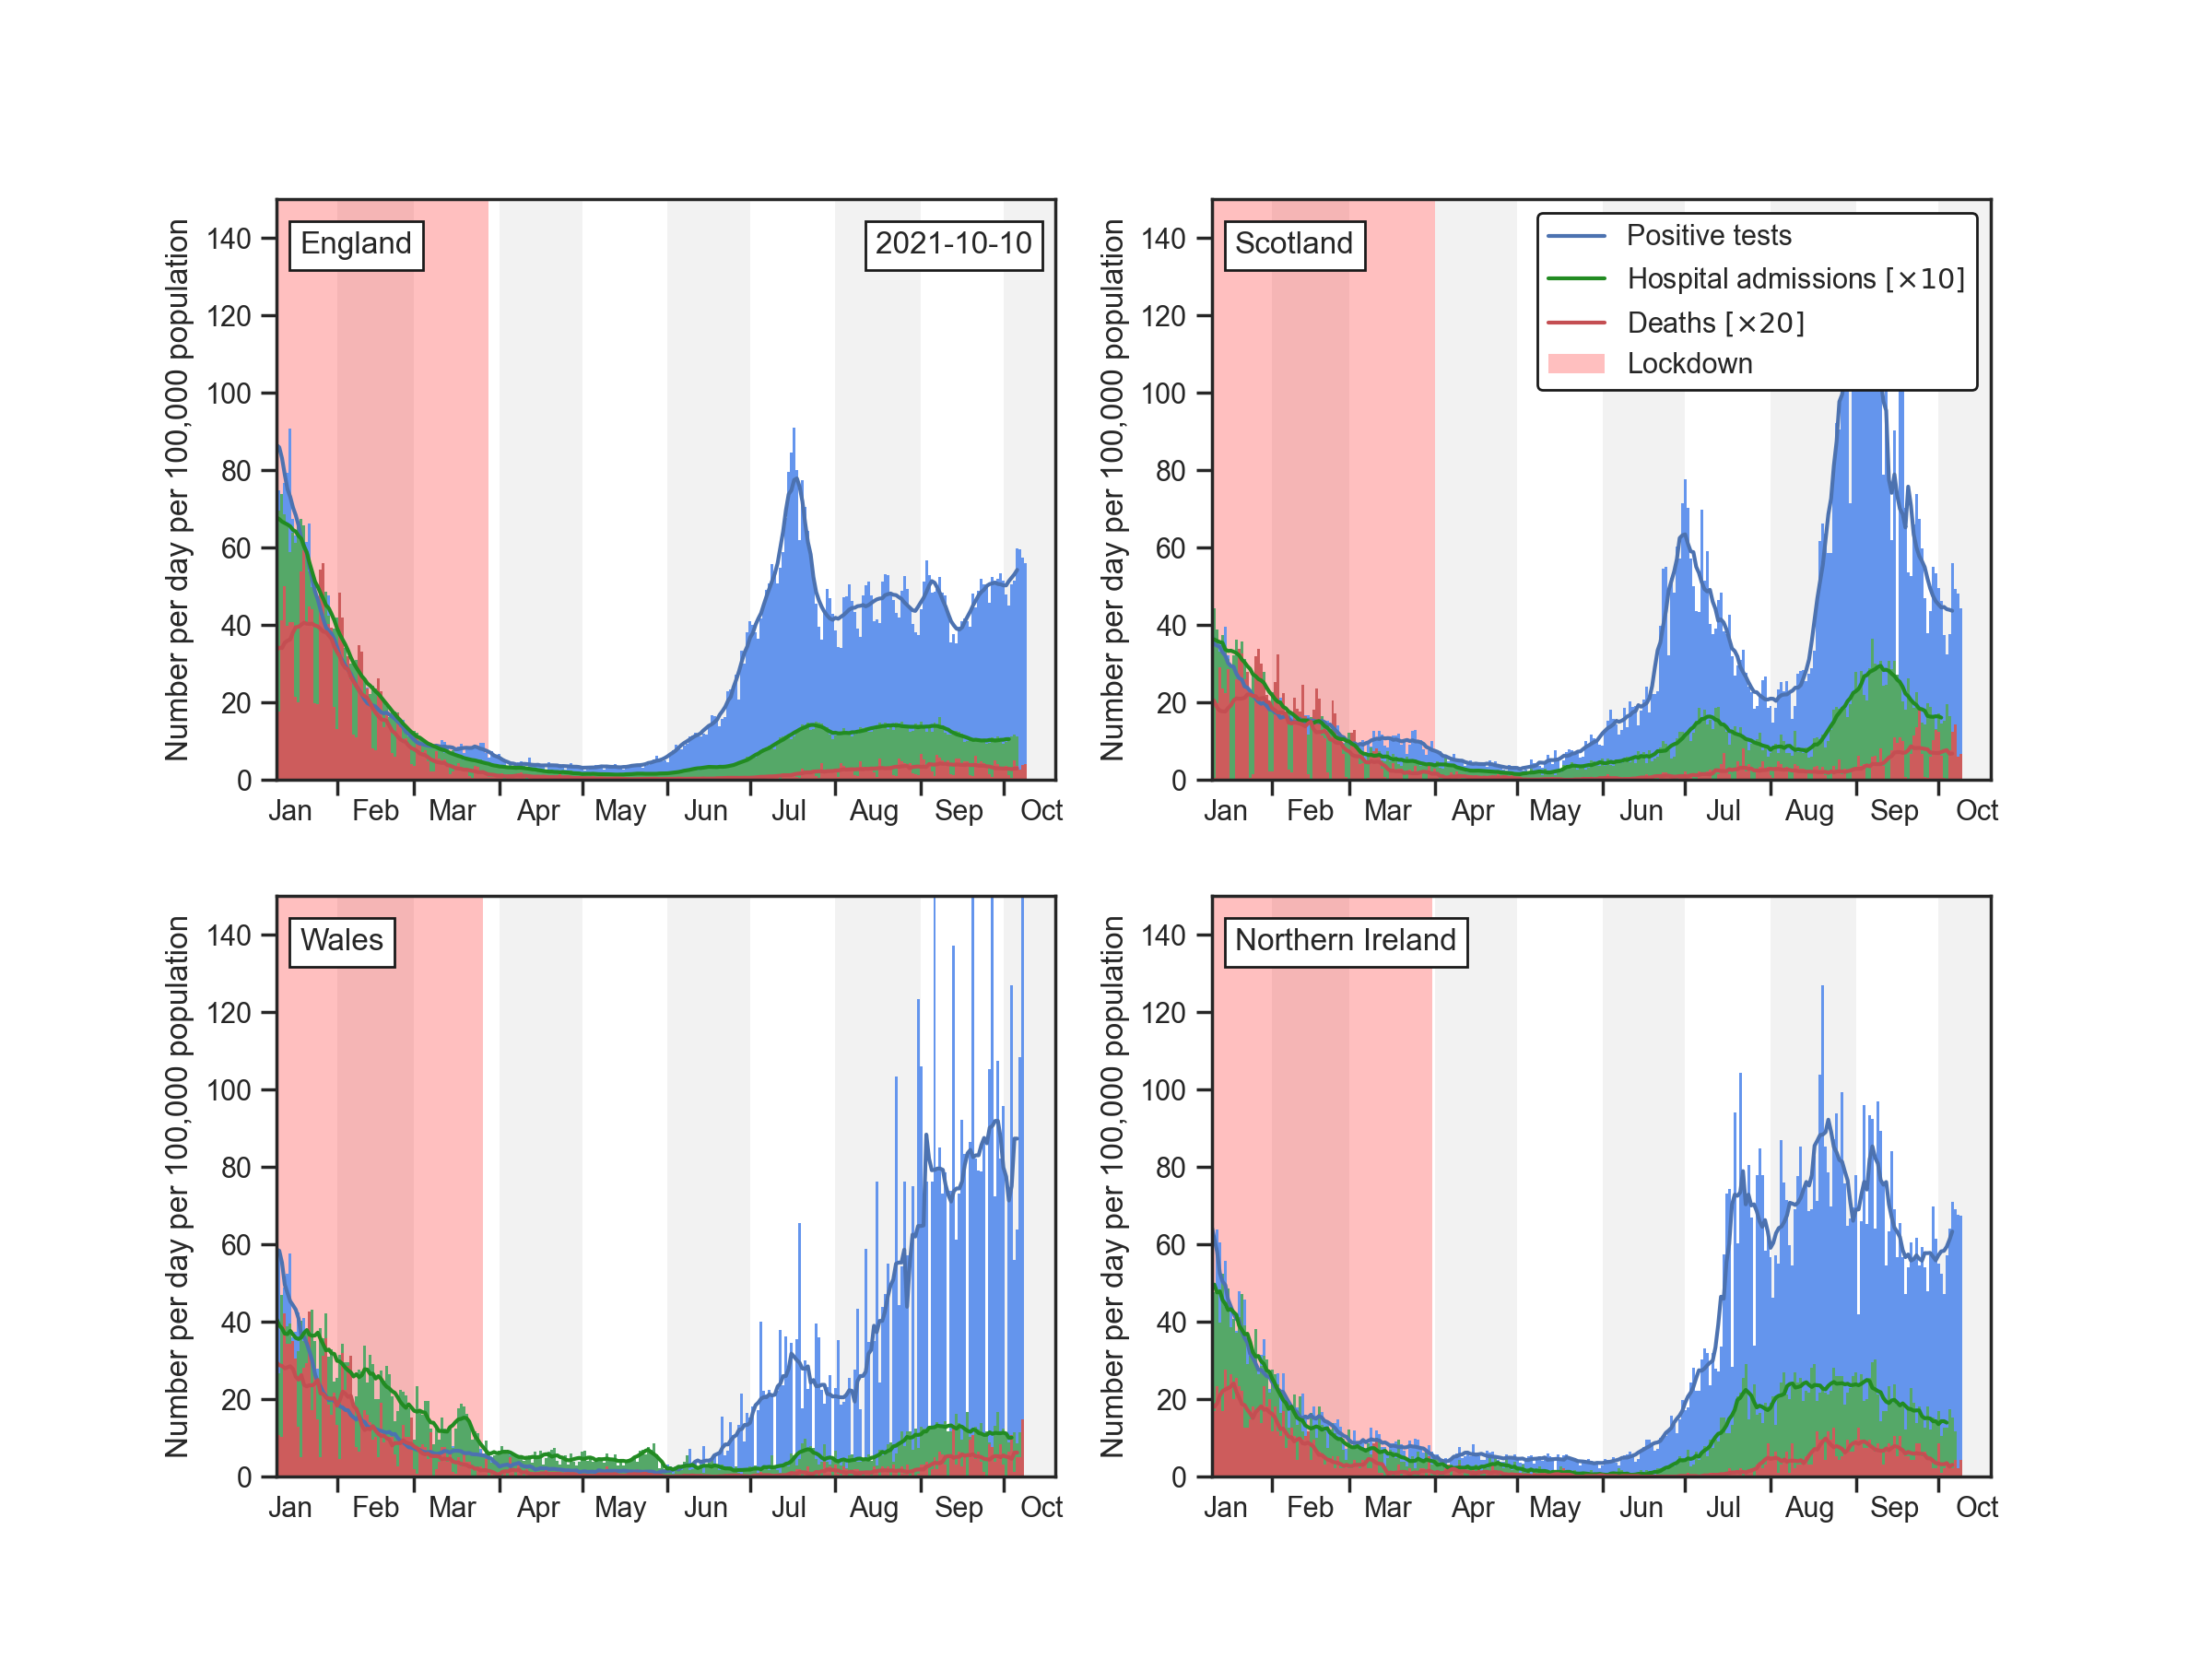 England
2021-10-10
Number per day per 100,000 population
140
120
100
80
60
40
20
0
Jan Feb Mar Apr May Jun Jul Aug Sep Oct
Scotland
Positive tests
Hospital admissions [×10]
Deaths [×20]
Lockdown
Number per day per 100,000 population
140
120
100
80
60
40
20
0
Jan Feb Mar Apr May Jun Jul Aug Sep Oct
Wales
Number per day per 100,000 population
140
120
100
80
60
40
20
0
Jan Feb Mar Apr May Jun Jul Aug Sep Oct
Northern Ireland
Number per day per 100,000 population
140
120
100
80
60
40
20
0
Jan Feb Mar Apr May Jun Jul Aug Sep Oct